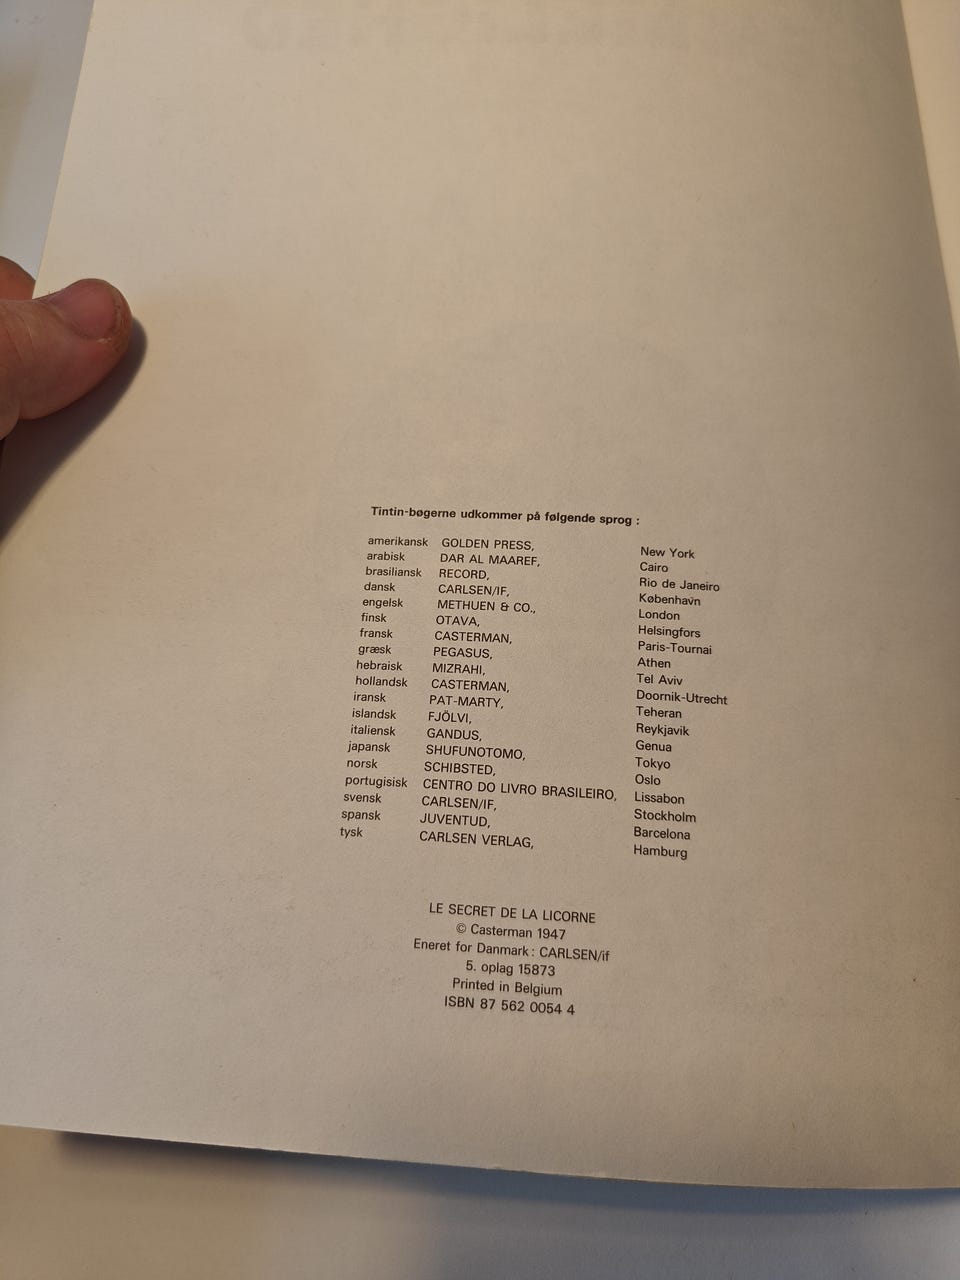 Tintin-bøgerne udkommer på følgende sprog :
amerikansk GOLDEN PRESS, New York
arabisk DAR AL MAAREF, Cairo
brasiliansk RECORD, Rio de Janeiro
dansk CARLSEN/IF, København
engelsk METHUEN & CO., London
finsk OTAVA, Helsingfors
fransk CASTERMAN, Paris-Tournai
græsk PEGASUS, Athen
hebraisk MIZRAHI, Tel Aviv
hollandsk CASTERMAN, Doornik-Utrecht
iransk PAT-MARTY, Teheran
islandsk FJÖLVI, Reykjavik
italiensk GANDUS, Genua
japansk SHUFUNOTOMO, Tokyo
norsk SCHIBSTED, Oslo
portugisisk CENTRO DO LIVRO BRASILEIRO, Lissabon
svensk CARLSEN/IF, Stockholm
spansk JUVENTUD, Barcelona
tysk CARLSEN VERLAG, Hamburg
LE SECRET DE LA LICORNE
© Casterman 1947
Eneret for Danmark : CARLSEN/if
5. oplag 15873
Printed in Belgium
ISBN 87 562 0054 4